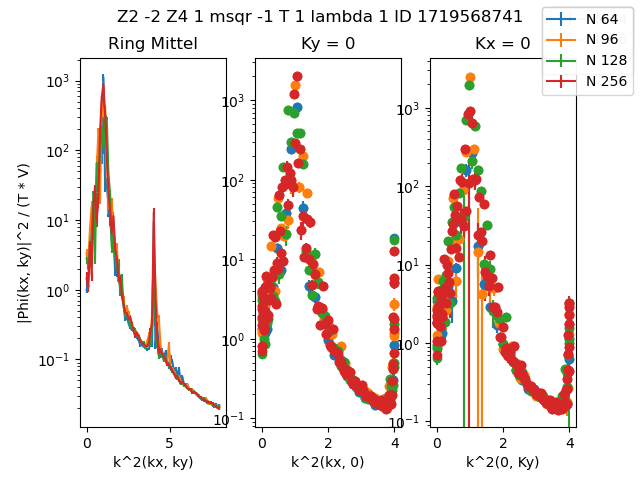 Z2 -2 Z4 1 msqr -1 T 1 lambda 1 ID 1719568741
Ring Mittel
Ky = 0
Kx = 0
N 64
N 96
N 128
N 256
|Phi(kx, ky)|^2 / (T * V)
10^3
10^2
10^1
10^0
10^-1
0
5
10^3
10^2
10^1
10^0
10^-1
0
2
4
10^3
10^2
10^1
10^0
10^-1
0
2
4
k^2(kx, ky)
k^2(kx, 0)
k^2(0, Ky)